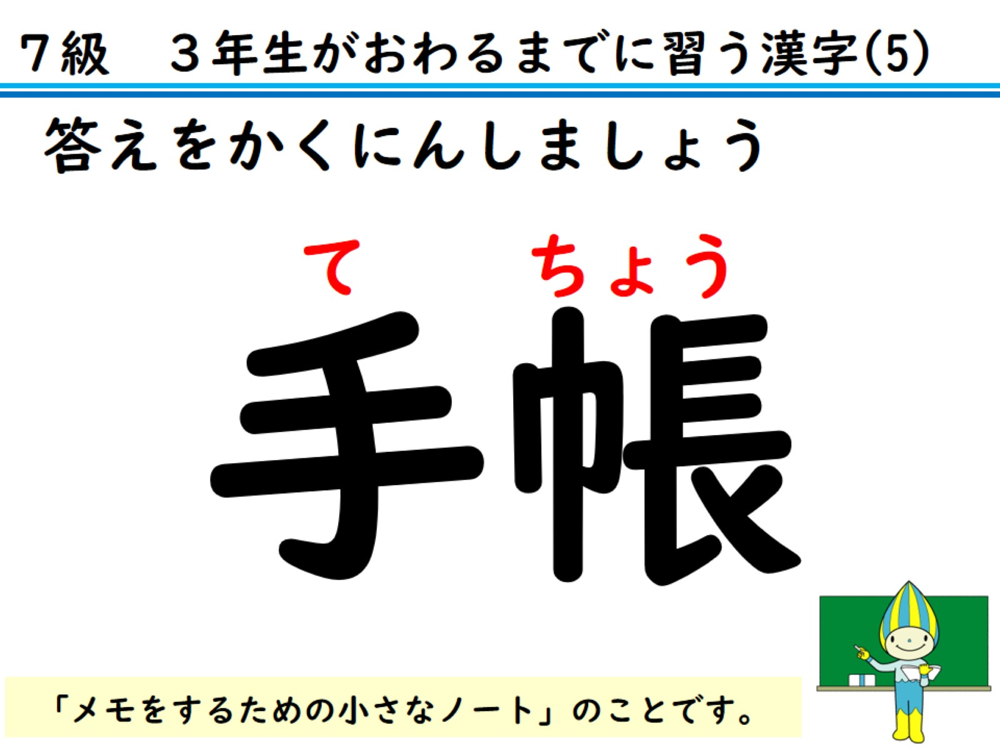 ７級　３年生がおわるまでに習う漢字(5)
答えをかくにんしましょう
て　ちょう
手帳
「メモをするための小さなノート」のことです。